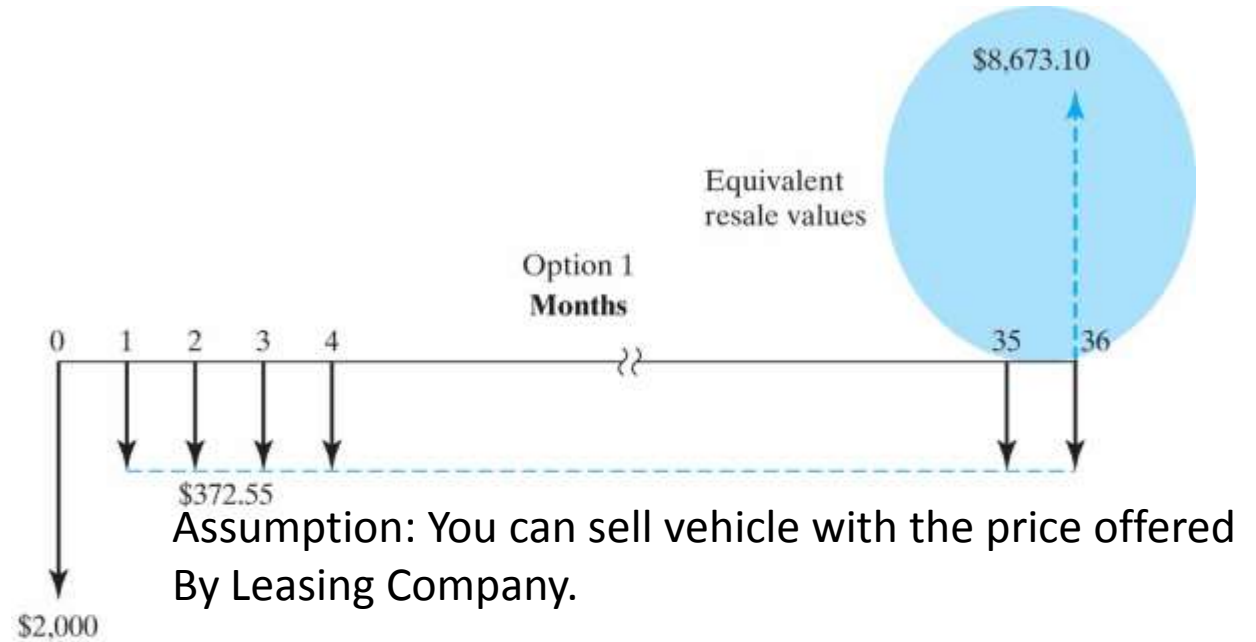 $8,673.10
Equivalent
resale values
Option 1
Months
0 1 2 3 4 35 36
$372.55
Assumption: You can sell vehicle with the price offered
By Leasing Company.
$2,000